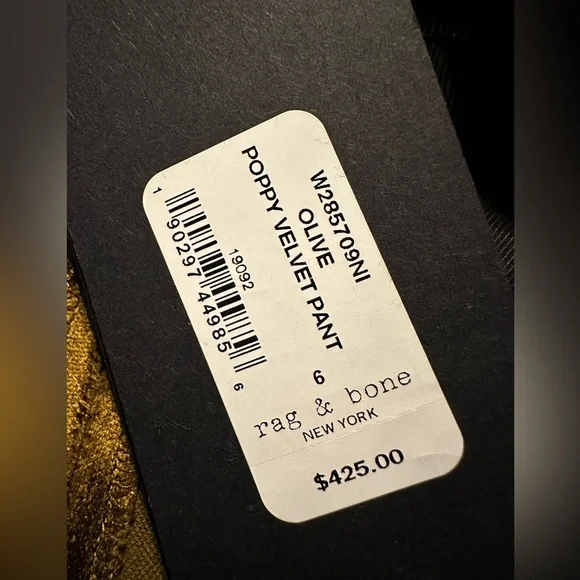 W285709NI
OLIVE
POPPY VELVET PANT
19092
1 90297 44985 6
6
rag & bone
NEW YORK
$425.00